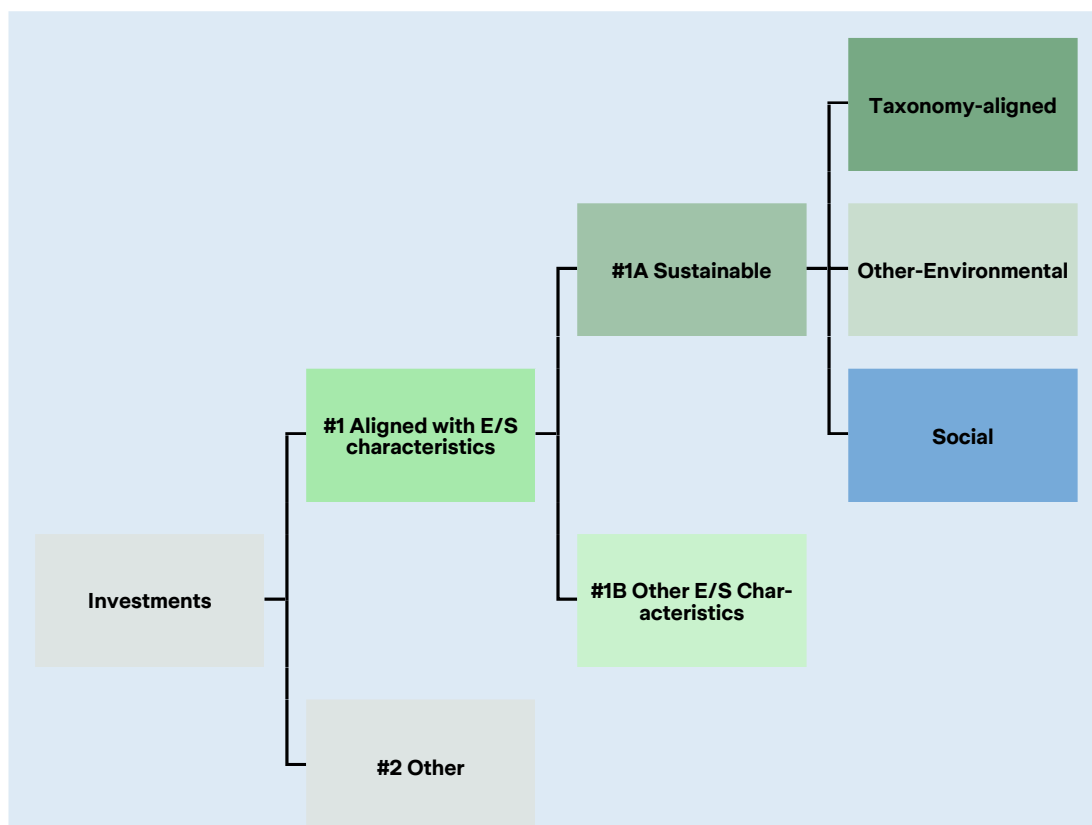 Taxonomy-aligned
#1A Sustainable
Other-Environmental
#1 Aligned with E/S
characteristics
Social
Investments
#1B Other E/S Char-
acteristics
#2 Other